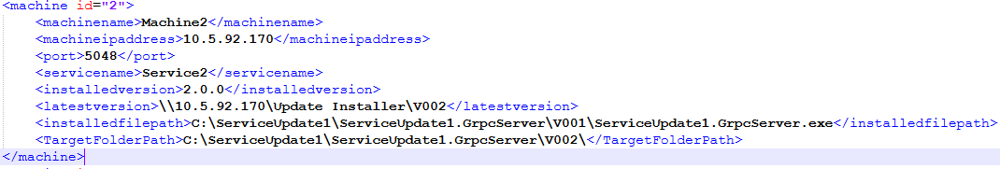 <machine id="2">
<machinename>Machine2</machinename>
<machineipaddress>10.5.92.170</machineipaddress>
<port>5048</port>
<servicename>Service2</servicename>
<installedversion>2.0.0</installedversion>
<latestversion>\\10.5.92.170\Update Installer\V002</latestversion>
<installedfilepath>C:\ServiceUpdate1\ServiceUpdate1.GrpcServer\V001\ServiceUpdate1.GrpcServer.exe</installedfilepath>
<TargetFolderPath>C:\ServiceUpdate1\ServiceUpdate1.GrpcServer\V002\</TargetFolderPath>
</machine>